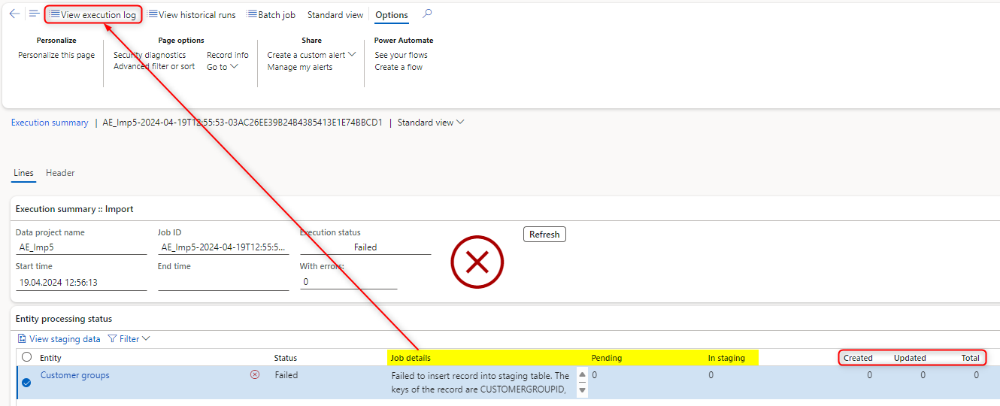 View execution log View historical runs Batch job Standard view Options
Personalize Page options Share Power Automate
Personalize this page Security diagnostics Record info Create a custom alert See your flows
Advanced filter or sort Go to Manage my alerts Create a flow
Execution summary | AE_Imp5-2024-04-19T12:55:53-03AC26EE39B24B4385413E1E74BBCD1 | Standard view
Lines Header
Execution summary :: Import
Data project name Job ID Execution status Refresh
AE_Imp5 AE_Imp5-2024-04-19T12:55:5... Failed
Start time End time With errors:
19.04.2024 12:56:13 0
Entity processing status
View staging data Filter
Entity Status Job details Pending In staging Created Updated Total
Customer groups Failed Failed to insert record into staging table. The 0 0 0 0 0
keys of the record are CUSTOMERGROUPID,